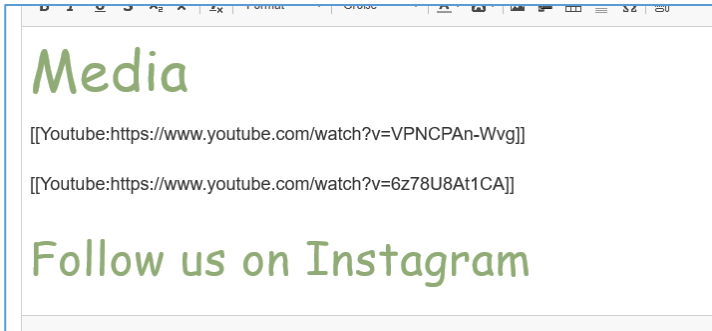 Media
[[Youtube:https://www.youtube.com/watch?v=VPNCPAn-Wvg]]
[[Youtube:https://www.youtube.com/watch?v=6z78U8At1CA]]
Follow us on Instagram